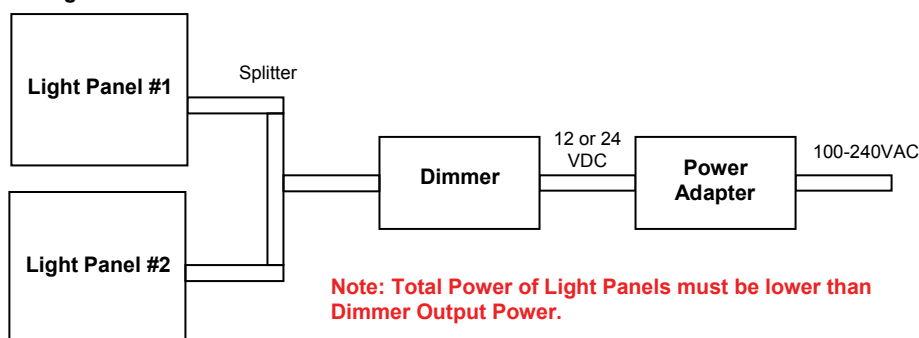 Light Panel #1
Splitter
Dimmer
12 or 24
VDC
Power
Adapter
100-240VAC
Light Panel #2
Note: Total Power of Light Panels must be lower than
Dimmer Output Power.